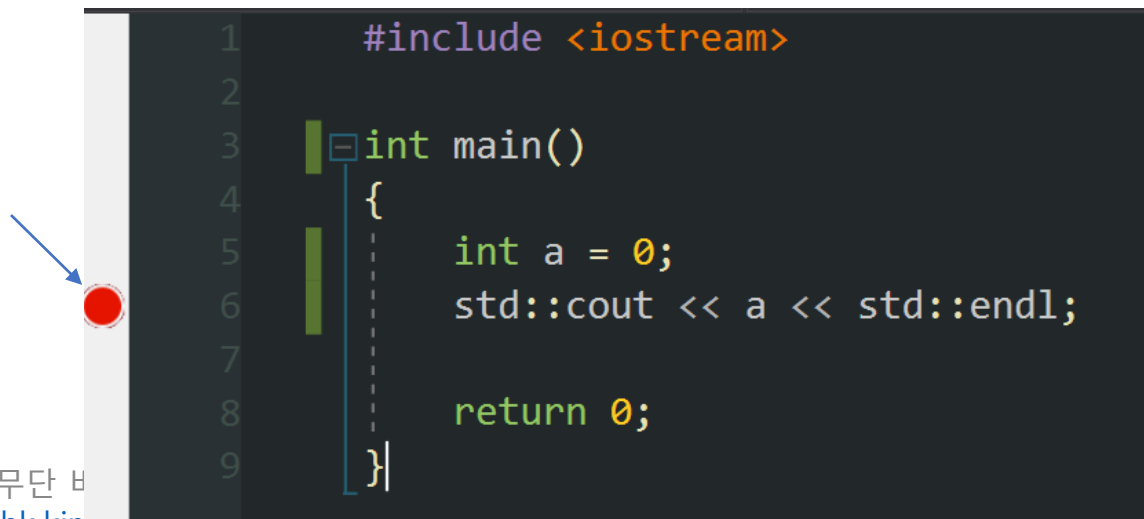 1 #include <iostream>
2
3 int main()
4 {
5 int a = 0;
6 std::cout << a << std::endl;
7
8 return 0;
9 }
무단